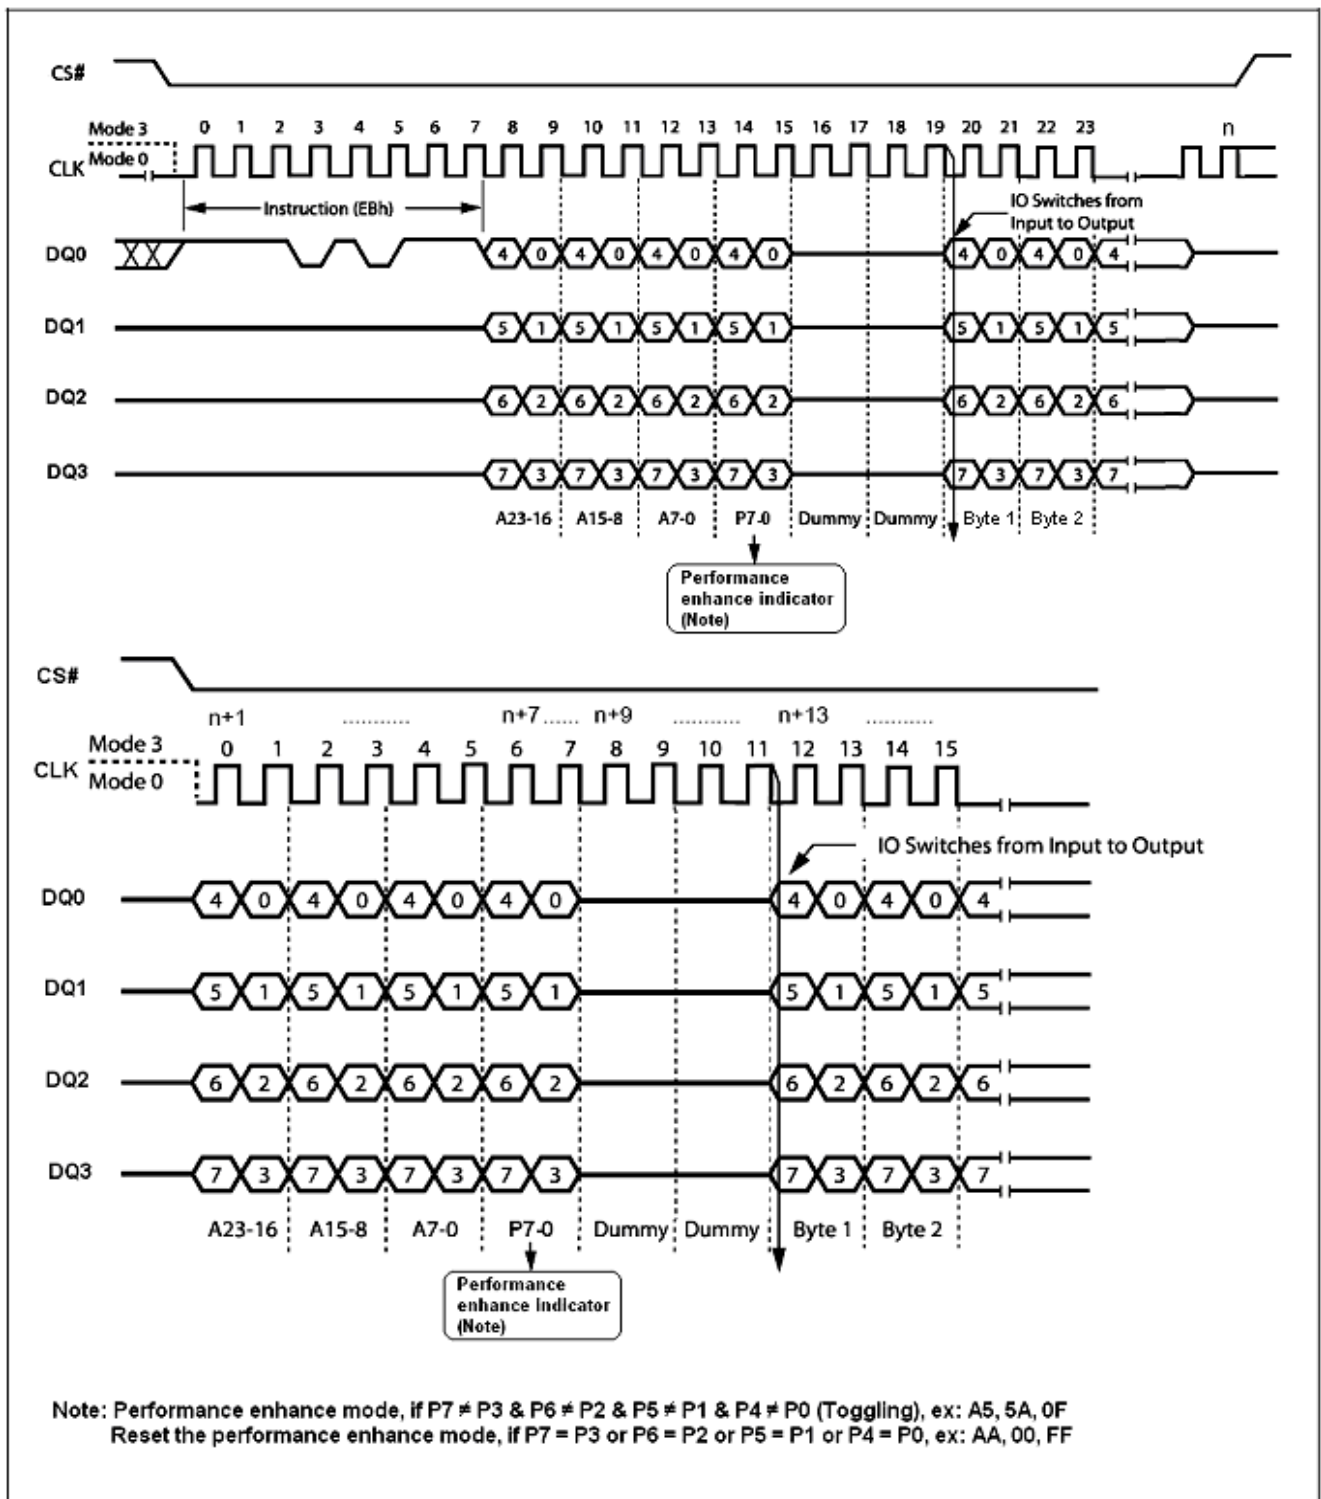 CS#
Mode 3
0 1 2 3 4 5 6 7 8 9 10 11 12 13 14 15 16 17 18 19 20 21 22 23 n
CLK Mode 0
Instruction (EBh)
IO Switches from
Input to Output
DQ0 4 0 4 0 4 0 4 0 4 0 4 0 4
DQ1 5 1 5 1 5 1 5 1 5 1 5 1 5
DQ2 6 2 6 2 6 2 6 2 6 2 6 2 6
DQ3 7 3 7 3 7 3 7 3 7 3 7 3 7
A23-16 A15-8 A7-0 P7-0 Dummy Dummy Byte 1 Byte 2
Performance
enhance indicator
(Note)
CS#
n+1 ........... n+7 ...... n+9 ........... n+13 ...........
Mode 3 0 1 2 3 4 5 6 7 8 9 10 11 12 13 14 15
CLK Mode 0
IO Switches from Input to Output
DQ0 4 0 4 0 4 0 4 0 4 0 4 0 4
DQ1 5 1 5 1 5 1 5 1 5 1 5 1 5
DQ2 6 2 6 2 6 2 6 2 6 2 6 2 6
DQ3 7 3 7 3 7 3 7 3 7 3 7 3 7
A23-16 A15-8 A7-0 P7-0 Dummy Dummy Byte 1 Byte 2
Performance
enhance indicator
(Note)
Note: Performance enhance mode, if P7 ≠ P3 & P6 ≠ P2 & P5 ≠ P1 & P4 ≠ P0 (Toggling), ex: A5, 5A, 0F
Reset the performance enhance mode, if P7 = P3 or P6 = P2 or P5 = P1 or P4 = P0, ex: AA, 00, FF